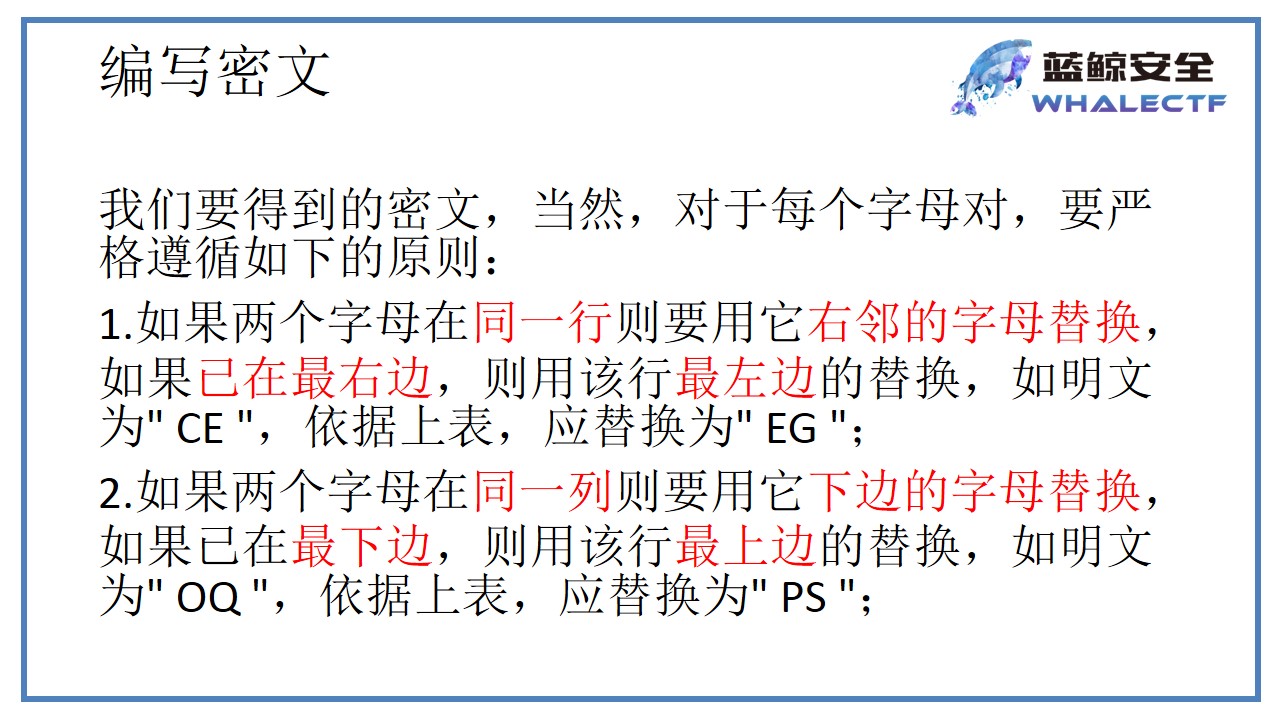 编写密文
蓝鲸安全
WHALECTF
我们要得到的密文，当然，对于每个字母对，要严
格遵循如下的原则：
1.如果两个字母在同一行则要用它右邻的字母替换，
如果已在最右边，则用该行最左边的替换，如明文
为" CE "，依据上表，应替换为" EG "；
2.如果两个字母在同一列则要用它下边的字母替换，
如果已在最下边，则用该行最上边的替换，如明文
为" OQ "，依据上表，应替换为" PS "；